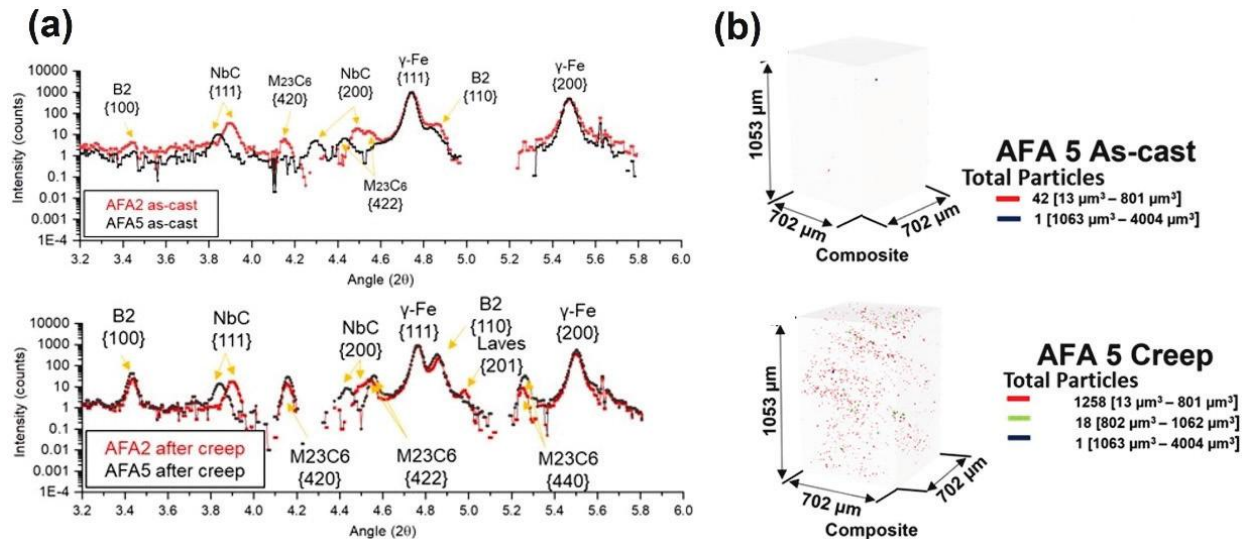 (a)
B2
{100}
NbC
{111}
M23C6
{420}
NbC
{200}
γ-Fe
{111}
B2
{110}
γ-Fe
{200}
M23C6
{422}
10000
1000
100
10
1
0.1
0.01
0.001
1E-4
Intensity (counts)
AFA2 as-cast
AFA5 as-cast
3.2 3.4 3.6 3.8 4.0 4.2 4.4 4.6 4.8 5.0 5.2 5.4 5.6 5.8 6.0
Angle (2θ)
B2
{100}
NbC
{111}
NbC
{200}
γ-Fe
{111}
B2
{110}
Laves
{201}
γ-Fe
{200}
10000
1000
100
10
1
0.1
0.01
0.001
1E-4
Intensity (counts)
AFA2 after creep
AFA5 after creep
M23C6
{420}
M23C6
{422}
M23C6
{440}
3.2 3.4 3.6 3.8 4.0 4.2 4.4 4.6 4.8 5.0 5.2 5.4 5.6 5.8 6.0
Angle (2θ)
(b)
1053 μm
702 μm
702 μm
Composite
AFA 5 As-cast
Total Particles
42 [13 μm³ – 801 μm³]
1 [1063 μm³ – 4004 μm³]
1053 μm
702 μm
702 μm
Composite
AFA 5 Creep
Total Particles
1258 [13 μm³ – 801 μm³]
18 [802 μm³ – 1062 μm³]
1 [1063 μm³ – 4004 μm³]